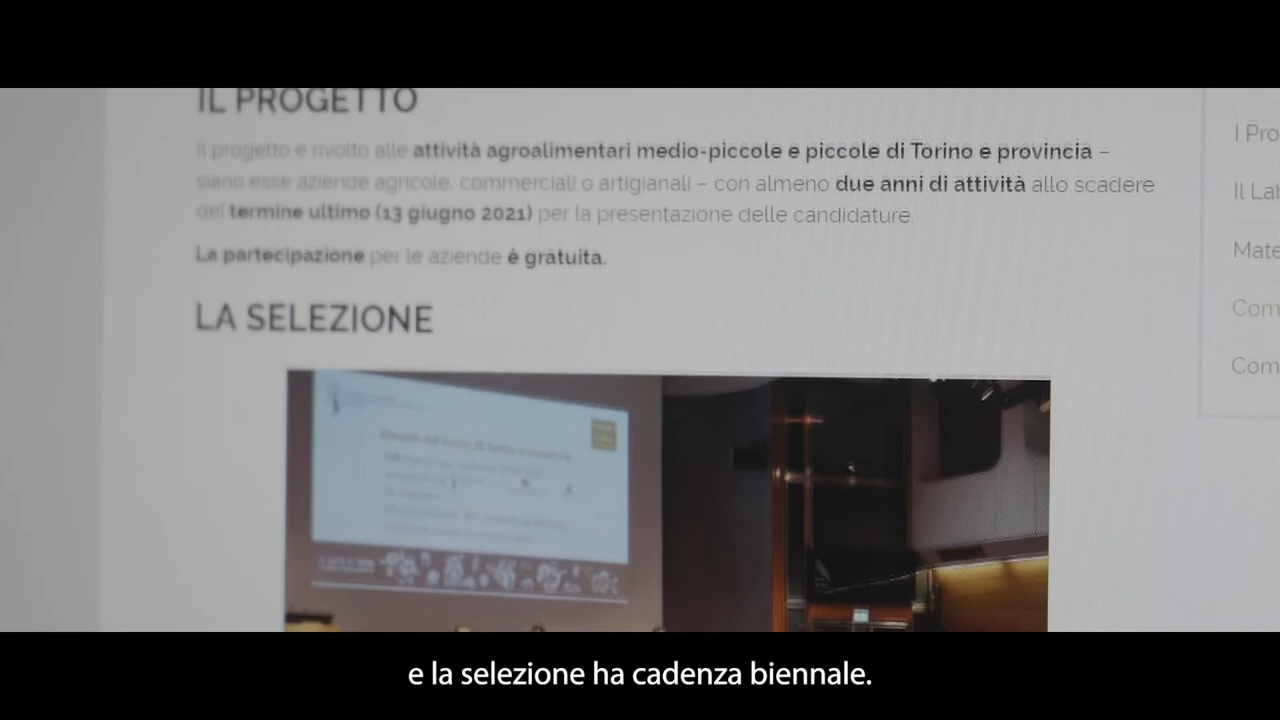 IL PROGETTO
Il progetto è rivolto alle attività agroalimentari medio-piccole e piccole di Torino e provincia –
siano esse aziende agricole, commerciali o artigianali – con almeno due anni di attività allo scadere
del termine ultimo (13 giugno 2021) per la presentazione delle candidature.
La partecipazione per le aziende è gratuita.
LA SELEZIONE
I Pro
Il Lab
Mate
Com
Com
e la selezione ha cadenza biennale.